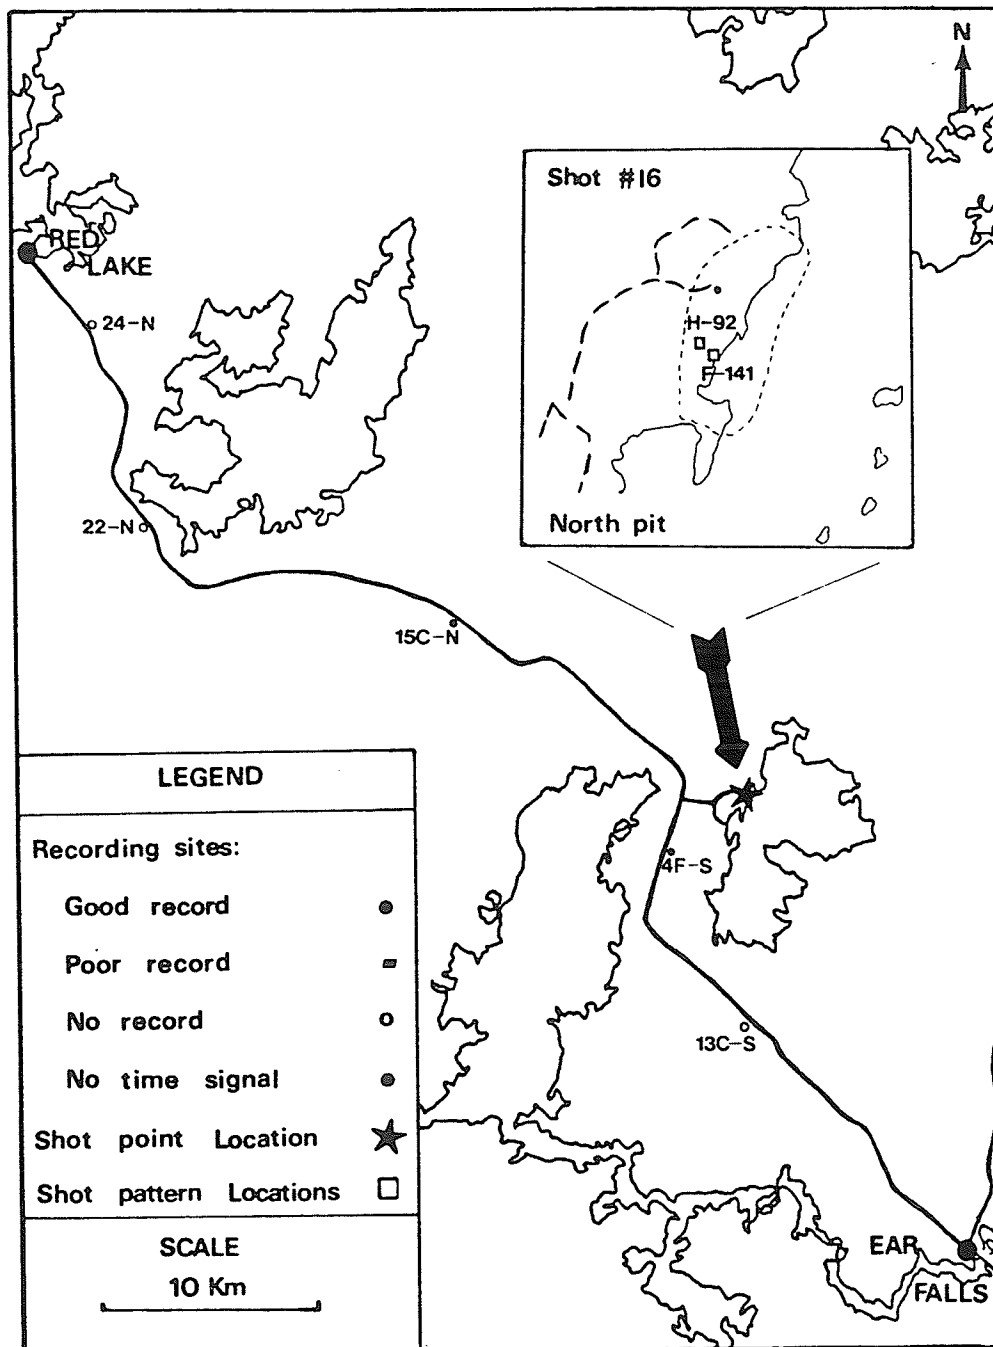 N
Shot #16
RED
LAKE
24-N
H-92
F-141
22-N
North pit
15C-N
LEGEND
Recording sites:
4F-S
Good record
Poor record
No record
13C-S
No time signal
Shot point Location
Shot pattern Locations
SCALE
10 Km
EAR
FALLS